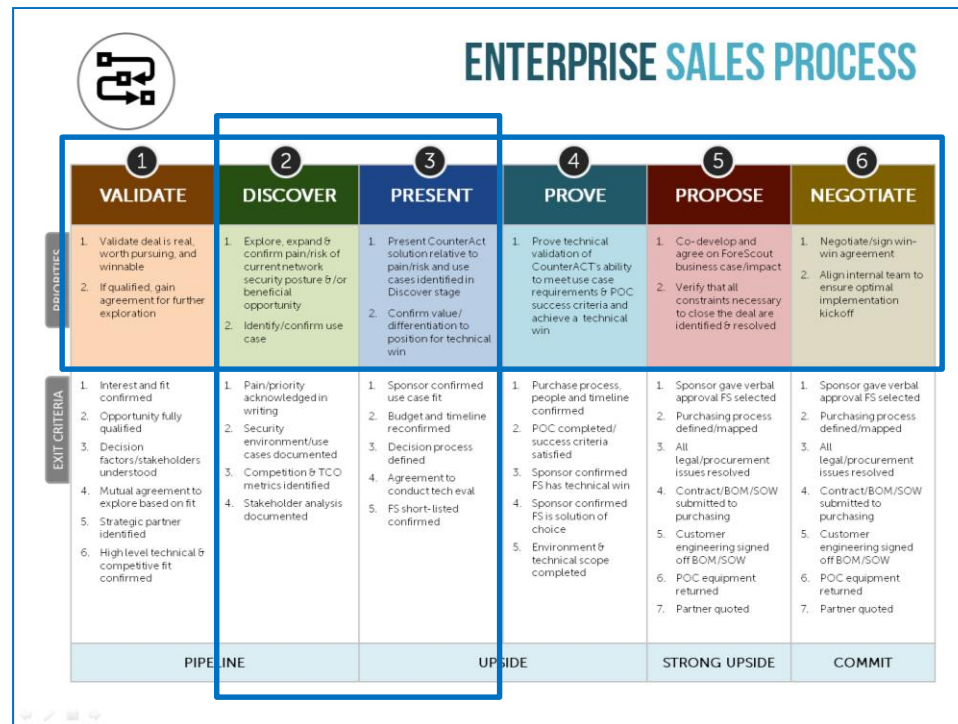 ENTERPRISE SALES PROCESS
1
2
3
4
5
6
VALIDATE
DISCOVER
PRESENT
PROVE
PROPOSE
NEGOTIATE
PRIORITIES
1. Validate deal is real,
worth pursuing, and
winnable
2. If qualified, gain
agreement for further
exploration
1. Explore, expand &
confirm pain/risk of
current network
security posture &/or
beneficial
opportunity
2. Identify/confirm use
case
1. Present CounterAct
solution relative to
pain/risk and use
cases identified in
Discover stage
2. Confirm value/
differentiation to
position for technical
win
1. Prove technical
validation of
CounterACT's ability
to meet use case
requirements & POC
success criteria and
achieve a technical
win
1. Co-develop and
agree on ForeScout
business case/impact
2. Verify that all
constraints necessary
to close the deal are
identified & resolved
1. Negotiate/sign win-
win agreement
2. Align internal team to
ensure optimal
implementation
kickoff
EXIT CRITERIA
1. Interest and fit
confirmed
2. Opportunity fully
qualified
3. Decision
factors/stakeholders
understood
4. Mutual agreement to
explore based on fit
5. Strategic partner
identified
6. High level technical &
competitive fit
confirmed
1. Pain/priority
acknowledged in
writing
2. Security
environment/use
cases documented
3. Competition & TCO
metrics identified
4. Stakeholder analysis
documented
1. Sponsor confirmed
use case fit
2. Budget and timeline
reconfirmed
3. Decision process
defined
4. Agreement to
conduct tech eval
5. FS short-listed
confirmed
1. Purchase process,
people and timeline
confirmed
2. POC completed/
success criteria
satisfied
3. Sponsor confirmed
FS has technical win
4. Sponsor confirmed
FS is solution of
choice
5. Environment &
technical scope
completed
1. Sponsor gave verbal
approval FS selected
2. Purchasing process
defined/mapped
3. All
legal/procurement
issues resolved
4. Contract/BOM/SOW
submitted to
purchasing
5. Customer
engineering signed
off BOM/SOW
6. POC equipment
returned
7. Partner quoted
1. Sponsor gave verbal
approval FS selected
2. Purchasing process
defined/mapped
3. All
legal/procurement
issues resolved
4. Contract/BOM/SOW
submitted to
purchasing
5. Customer
engineering signed
off BOM/SOW
6. POC equipment
returned
7. Partner quoted
PIPELINE
UPSIDE
STRONG UPSIDE
COMMIT